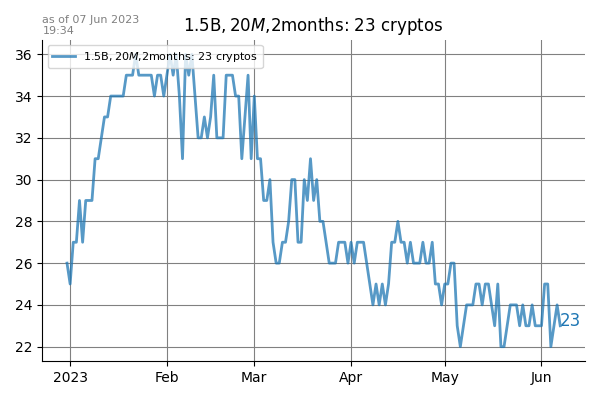 as of 07 Jun 2023
19:34
1.5B, 20M,2months: 23 cryptos
1.5B, 20M,2months: 23 cryptos
36
34
32
30
28
26
24
22
23
2023 Feb Mar Apr May Jun